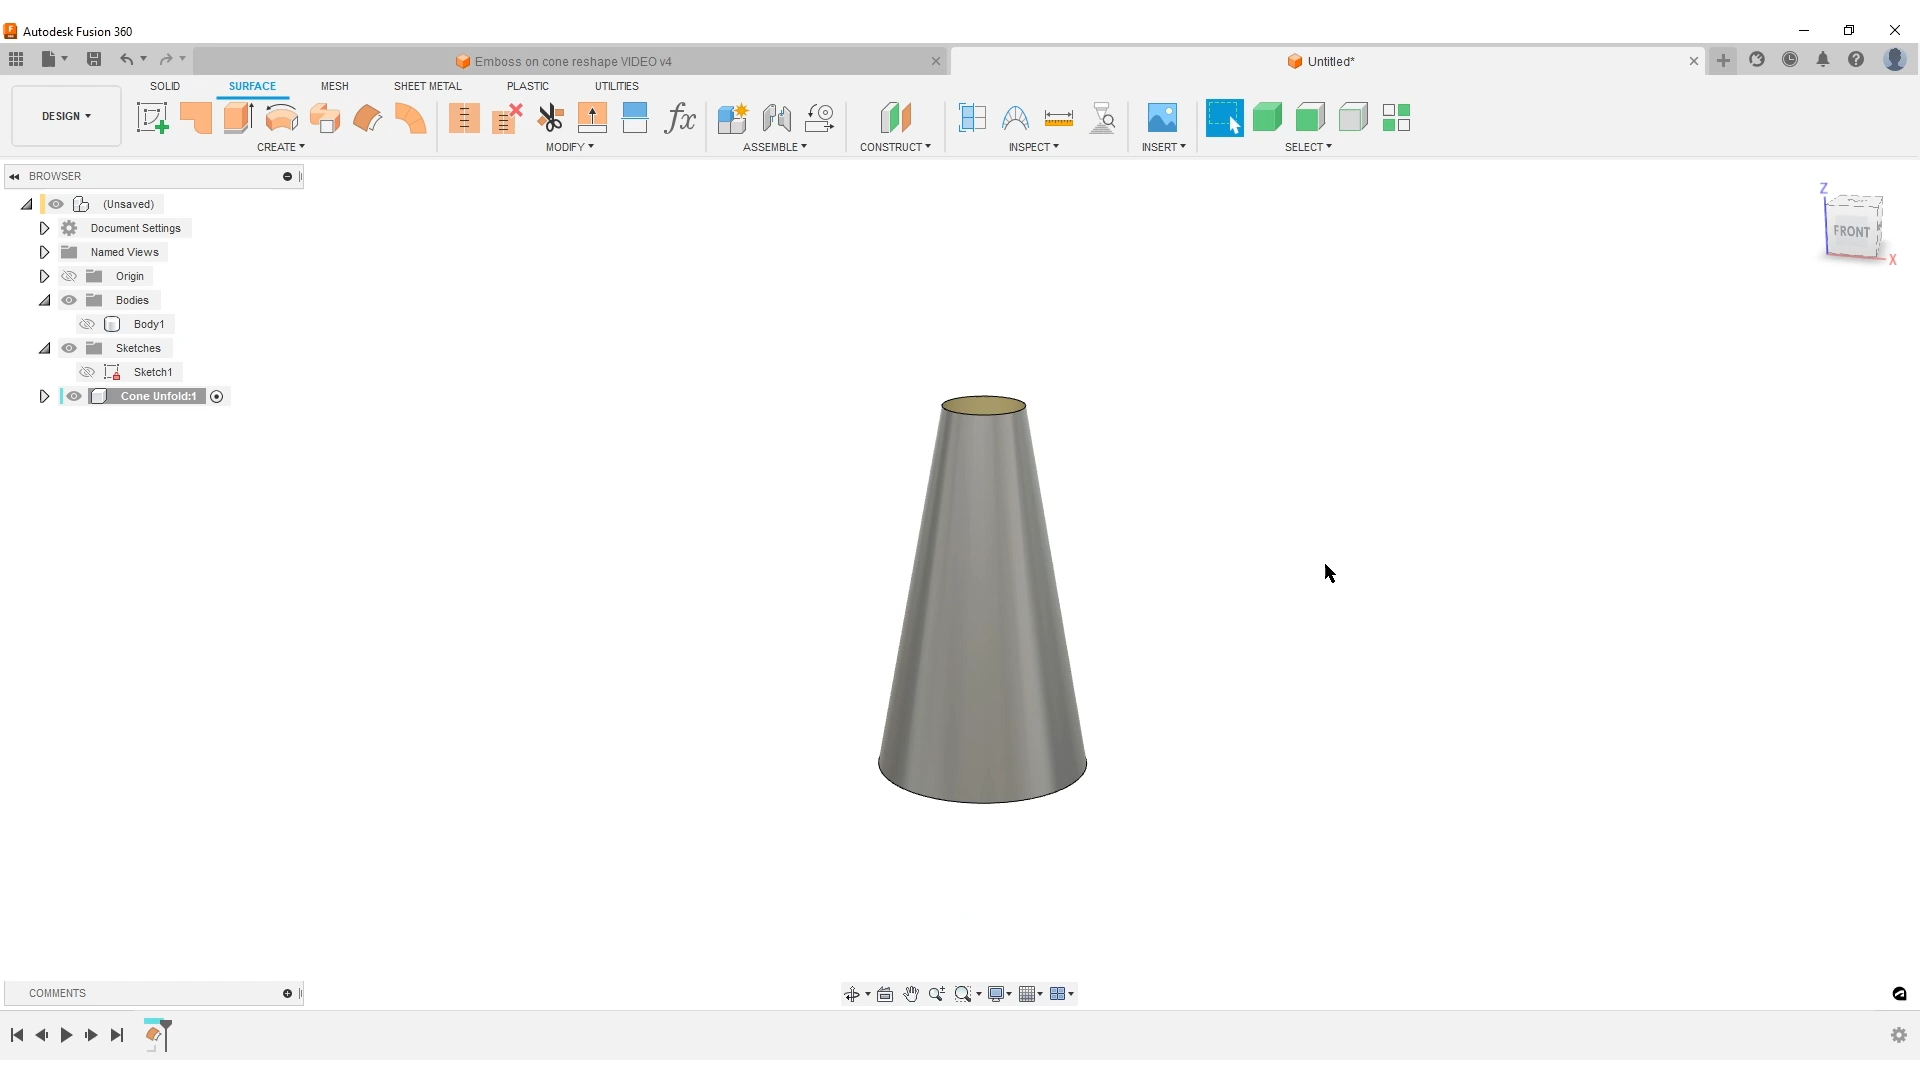 Autodesk Fusion 360
Emboss on cone reshape VIDEO v4
Untitled*
SOLID SURFACE MESH SHEET METAL PLASTIC UTILITIES
DESIGN
fx
CREATE MODIFY ASSEMBLE CONSTRUCT INSPECT INSERT SELECT
BROWSER
(Unsaved)
Document Settings
Named Views
Origin
Bodies
Body1
Sketches
Sketch1
Cone Unfold:1
Z
FRONT
X
COMMENTS